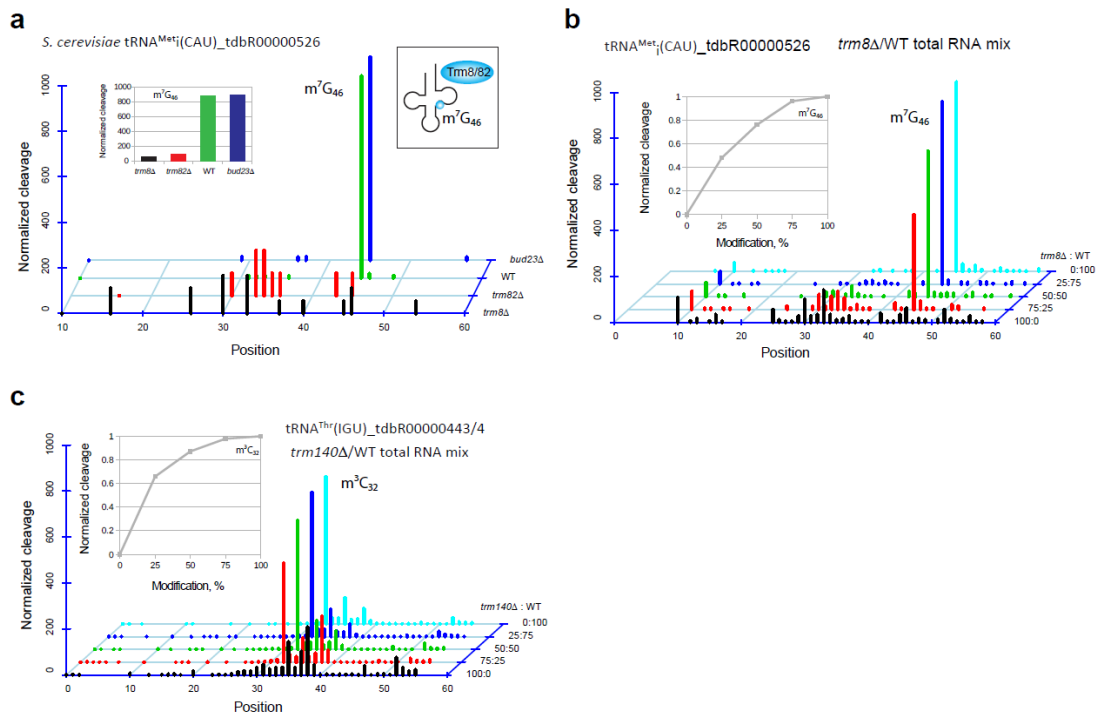 a
S. cerevisiae tRNAᴹᵉᵗi(CAU)_tdbR00000526
Normalized cleavage
1000
800
600
400
200
0
m⁷G₄₆
Normalized cleavage
1000
800
600
400
200
0
trm8Δ
trm82Δ
WT
bud23Δ
m⁷G₄₆
Trm8/82
m⁷G₄₆
bud23Δ
WT
trm82Δ
trm8Δ
10
20
30
40
50
60
Position
b
tRNAᴹᵉᵗi(CAU)_tdbR00000526
trm8Δ/WT total RNA mix
Normalized cleavage
1000
800
600
400
200
0
Normalized cleavage
1
0.8
0.6
0.4
0.2
0
m⁷G₄₆
0
25
50
75
100
Modification, %
m⁷G₄₆
trm8Δ : WT
0:100
25:75
50:50
75:25
100:0
0
10
20
30
40
50
60
Position
c
tRNAᵀʰʳ(IGU)_tdbR00000443/4
trm140Δ/WT total RNA mix
Normalized cleavage
1000
800
600
400
200
0
Normalized cleavage
1
0.8
0.6
0.4
0.2
0
m³C₃₂
0
25
50
75
100
Modification, %
m³C₃₂
trm140Δ : WT
0:100
25:75
50:50
75:25
100:0
0
10
20
30
40
50
60
Position